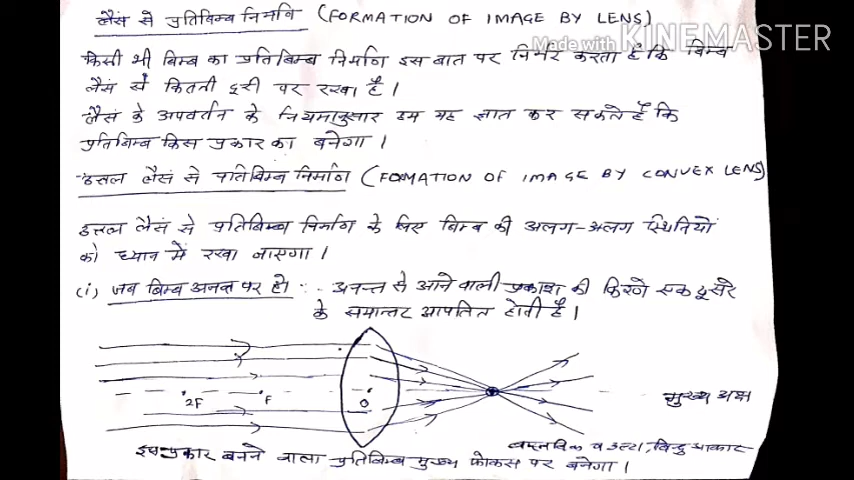 लैंस से प्रतिबिम्ब निर्माण (FORMATION OF IMAGE BY LENS)
Made with KINEMASTER
किसी भी बिम्ब का प्रतिबिम्ब निर्माण इस बात पर निर्भर करता है कि बिम्ब
लैंस से कितनी दूरी पर रखा है।
लैंस के अपवर्तन के नियमानुसार हम यह ज्ञात कर सकते हैं कि
प्रतिबिम्ब किस प्रकार का बनेगा।
उत्तल लैंस से प्रतिबिम्ब निर्माण (FOMATION OF IMAGE BY CONVEX LENS)
उत्तल लैंस से प्रतिबिम्ब निर्माण के लिए बिम्ब की अलग-अलग स्थितियों
को ध्यान में रखा जाएगा।
(i) जब बिम्ब अनन्त पर हो :- अनन्त से आने वाली प्रकाश की किरणे एक दूसरे
के समान्तर आपतित होती है।
2F F O
मुख्य अक्ष
वास्तविक व उल्टा, बिन्दु आकार
इस प्रकार बनने वाला प्रतिबिम्ब मुख्य फोकस पर बनेगा।